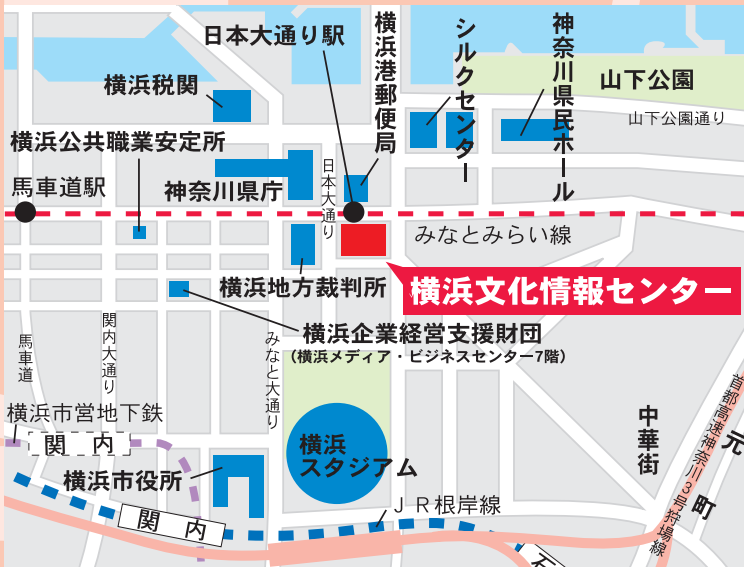 日本大通り駅
横浜港郵便局
シルクセンター
神奈川県民ホール
横浜税関
山下公園
山下公園通り
横浜公共職業安定所
馬車道駅
神奈川県庁
日本大通り
みなとみらい線
横浜地方裁判所
横浜文化情報センター
横浜企業経営支援財団
（横浜メディア・ビジネスセンター7階）
馬車道
関内大通り
みなと大通り
横浜市営地下鉄
関内
横浜市役所
横浜
スタジアム
中華街
首都高速神奈川3号狩場線
元
町
関内
JR根岸線
石